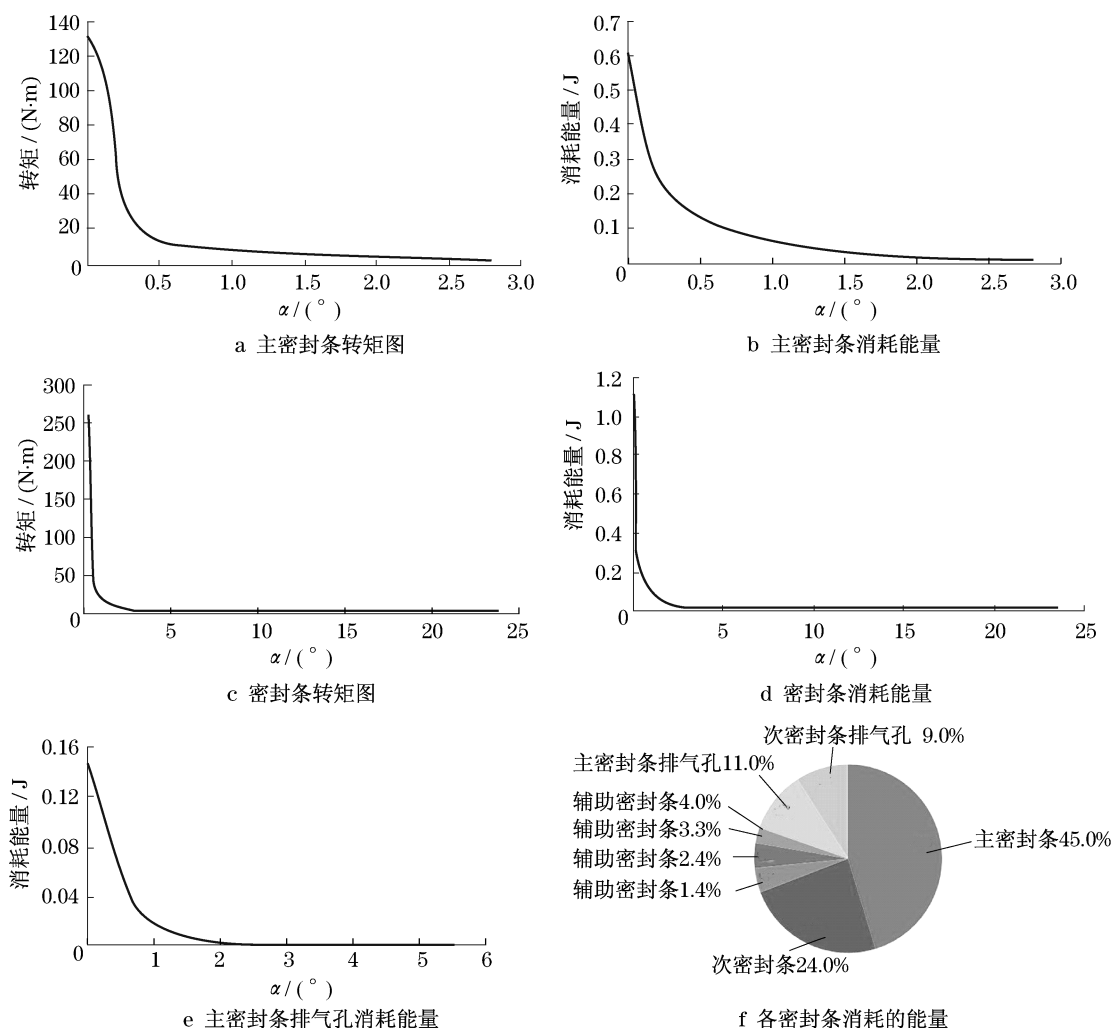 140
120
100
80
60
40
20
0
转矩 / (N·m)
0.5 1.0 1.5 2.0 2.5 3.0
α / ( ° )
a 主密封条转矩图
0.7
0.6
0.5
0.4
0.3
0.2
0.1
0
消耗能量 / J
0.5 1.0 1.5 2.0 2.5 3.0
α / ( ° )
b 主密封条消耗能量
300
250
200
150
100
50
0
转矩 / (N·m)
5 10 15 20 25
α / ( ° )
c 密封条转矩图
1.2
1.0
0.8
0.6
0.4
0.2
0
消耗能量 / J
5 10 15 20 25
α / ( ° )
d 密封条消耗能量
0.16
0.12
0.08
0.04
0
消耗能量 / J
1 2 3 4 5 6
α / ( ° )
e 主密封条排气孔消耗能量
次密封条排气孔 9.0%
主密封条排气孔11.0%
辅助密封条4.0%
辅助密封条3.3%
辅助密封条2.4%
辅助密封条1.4%
主密封条45.0%
次密封条24.0%
f 各密封条消耗的能量